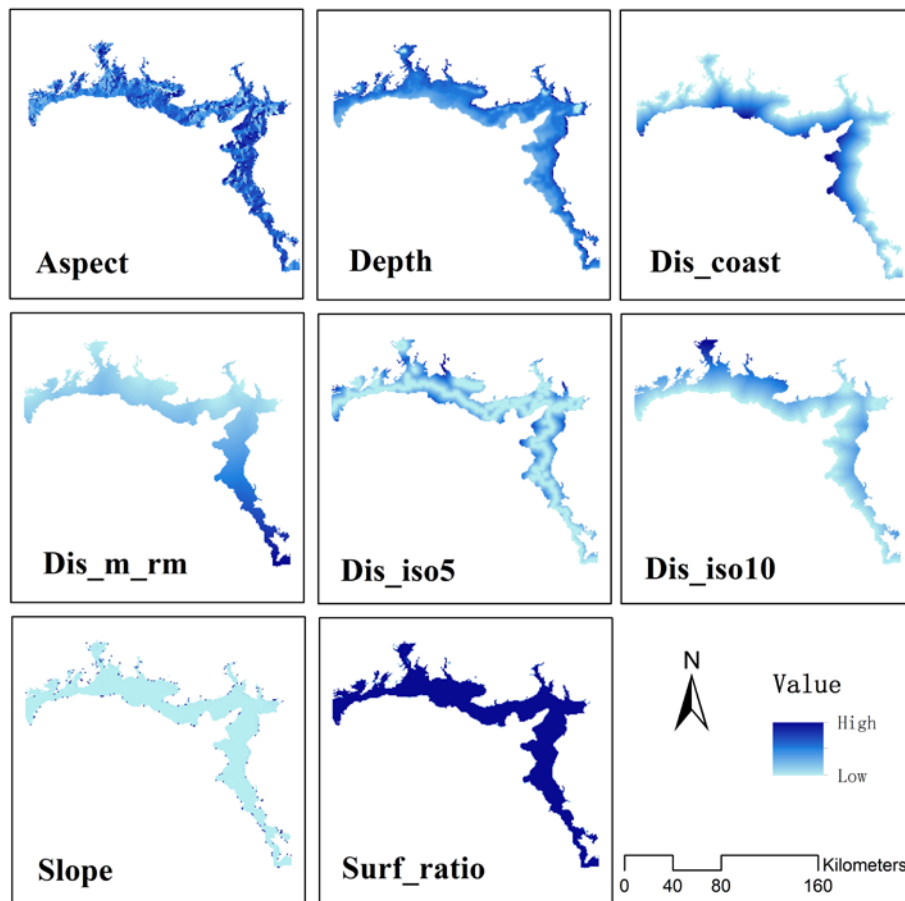 Aspect
Depth
Dis_coast
Dis_m_rm
Dis_iso5
Dis_iso10
Slope
Surf_ratio
N
Value
High
Low
Kilometers
0 40 80 160